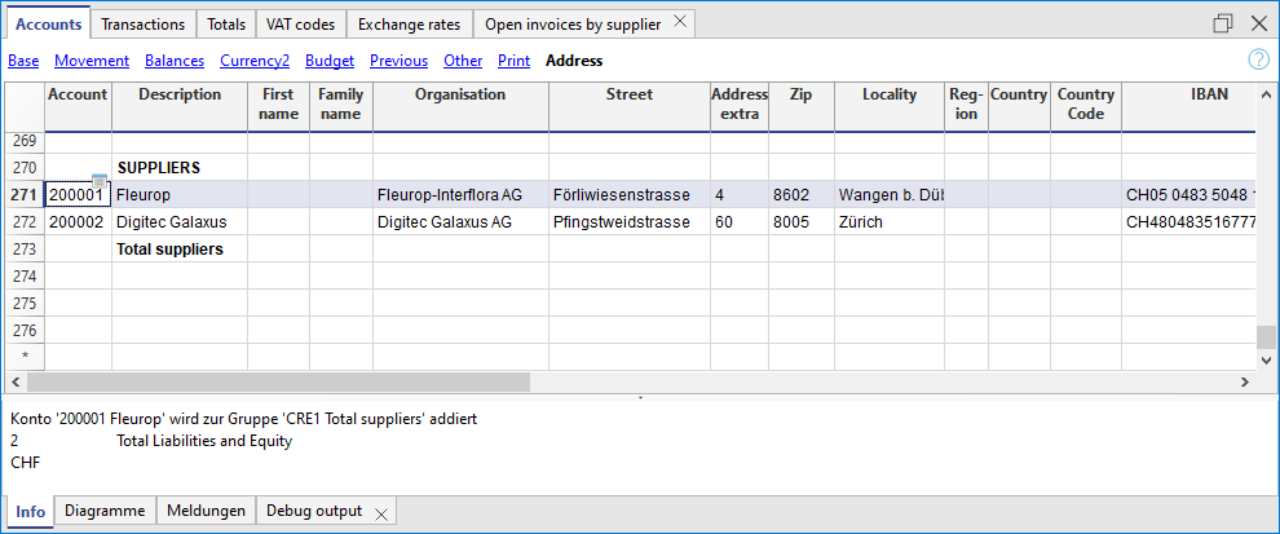 Accounts Transactions Totals VAT codes Exchange rates Open invoices by supplier
Base Movement Balances Currency2 Budget Previous Other Print Address
Account Description First name Family name Organisation Street Address extra Zip Locality Reg-ion Country Country Code IBAN
269
270 SUPPLIERS
271 200001 Fleurop Fleurop-Interflora AG Förliwiesenstrasse 4 8602 Wangen b. Dü CH05 0483 5048
272 200002 Digitec Galaxus Digitec Galaxus AG Pfingstweidstrasse 60 8005 Zürich CH480483516777
273 Total suppliers
274
275
276
*
Konto '200001 Fleurop' wird zur Gruppe 'CRE1 Total suppliers' addiert
2 Total Liabilities and Equity
CHF
Info Diagramme Meldungen Debug output